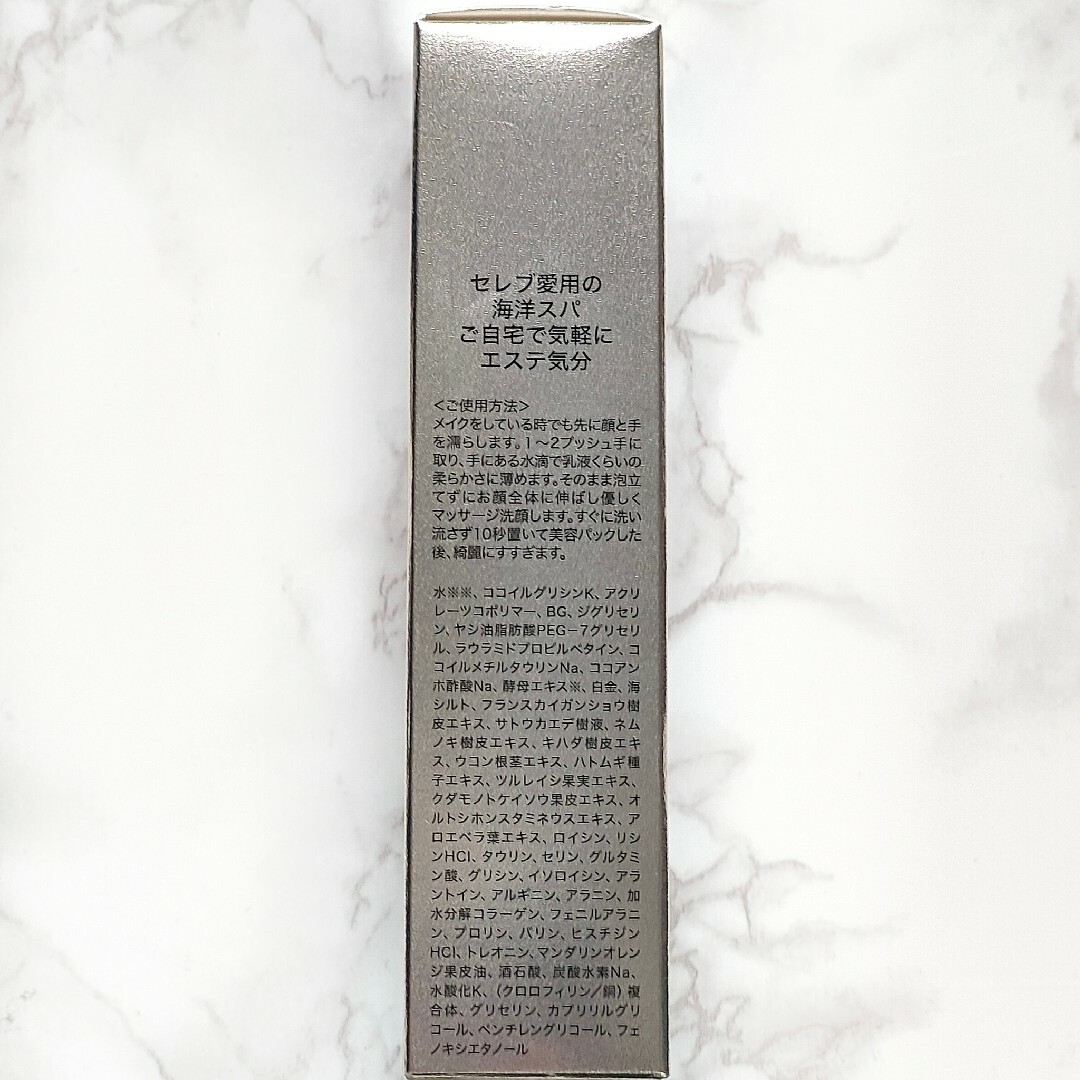 セレブ愛用の
海洋スパ
ご自宅で気軽に
エステ気分
＜ご使用方法＞
メイクをしている時でも先に顔と手
を濡らします。1～2プッシュ手に
取り、手にある水滴で乳液くらいの
柔らかさに薄めます。そのまま泡立
てずにお顔全体に伸ばし優しく
マッサージ洗顔します。すぐに洗い
流さず10秒置いて美容パックした
後、綺麗にすすぎます。
水※※、ココイルグリシンK、アクリ
レーツコポリマー、BG、ジグリセリ
ン、ヤシ油脂肪酸PEG－7グリセリ
ル、ラウラミドプロピルベタイン、コ
コイルメチルタウリンNa、ココアン
ホ酢酸Na、酵母エキス※、白金、海
シルト、フランスカイガンショウ樹
皮エキス、サトウカエデ樹液、ネム
ノキ樹皮エキス、キハダ樹皮エキ
ス、ウコン根茎エキス、ハトムギ種
子エキス、ツルレイシ果実エキス、
クダモノトケイソウ果皮エキス、オ
ルトシホンスタミネウスエキス、ア
ロエベラ葉エキス、ロイシン、リシ
ンHCl、タウリン、セリン、グルタミ
ン酸、グリシン、イソロイシン、アラ
ントイン、アルギニン、アラニン、加
水分解コラーゲン、フェニルアラニ
ン、プロリン、バリン、ヒスチジン
HCl、トレオニン、マンダリンオレン
ジ果皮油、酒石酸、炭酸水素Na、
水酸化K、（クロロフィリン／銅）複
合体、グリセリン、カプリリルグリ
コール、ペンチレングリコール、フェ
ノキシエタノール